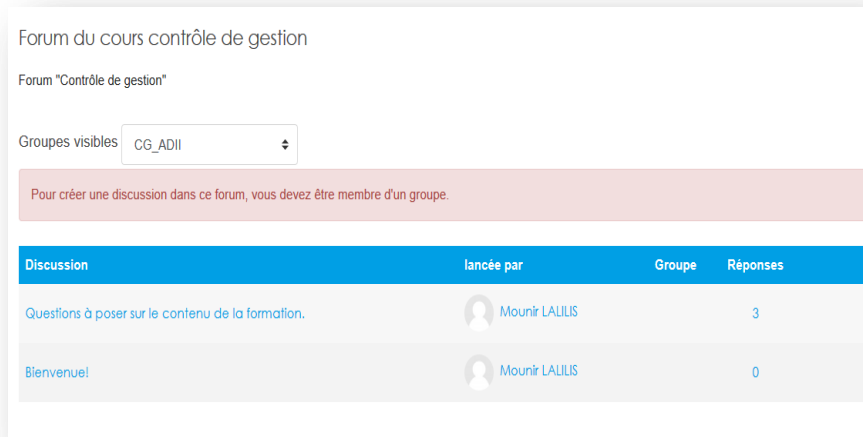 Forum du cours contrôle de gestion
Forum "Contrôle de gestion"
Groupes visibles CG_ADII
Pour créer une discussion dans ce forum, vous devez être membre d'un groupe.
Discussion lancée par Groupe Réponses
Questions à poser sur le contenu de la formation. Mounir LALILIS 3
Bienvenue! Mounir LALILIS 0